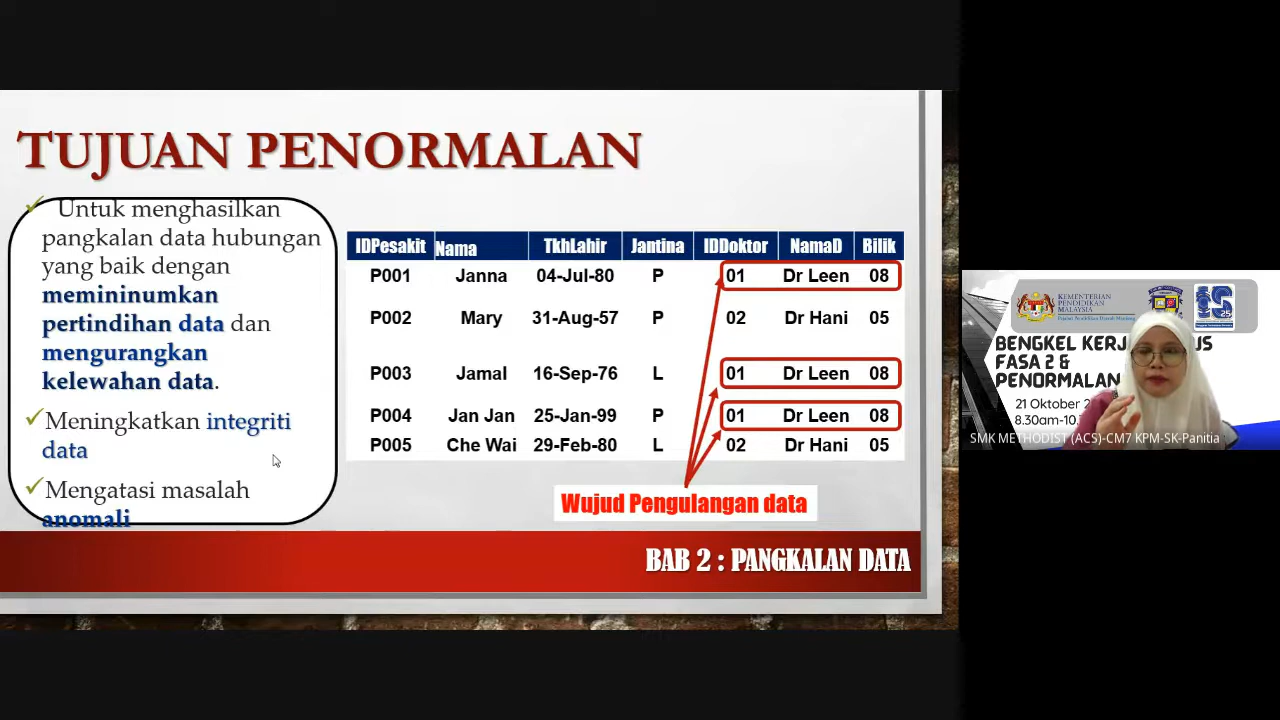 TUJUAN PENORMALAN
✓ Untuk menghasilkan
pangkalan data hubungan
yang baik dengan
memininumkan
pertindihan data dan
mengurangkan
kelewahan data.
✓Meningkatkan integriti
data
✓Mengatasi masalah
anomali
IDPesakit Nama TkhLahir Jantina IDDoktor NamaD Bilik
P001 Janna 04-Jul-80 P 01 Dr Leen 08
P002 Mary 31-Aug-57 P 02 Dr Hani 05
P003 Jamal 16-Sep-76 L 01 Dr Leen 08
P004 Jan Jan 25-Jan-99 P 01 Dr Leen 08
P005 Che Wai 29-Feb-80 L 02 Dr Hani 05
Wujud Pengulangan data
BAB 2 : PANGKALAN DATA
KEMENTERIAN
PENDIDIKAN
MALAYSIA
BENGKEL
FASA 2 &
PENORMALAN
21 Oktober
8.30am-10.
SMK METHODIST (ACS)-CM7 KPM-SK-Panitia